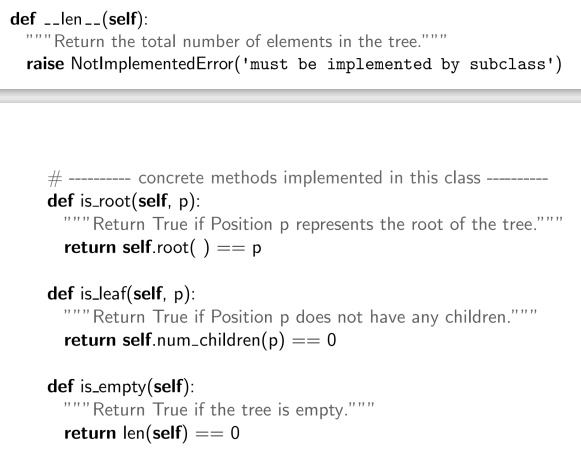 def __len__(self):
"""Return the total number of elements in the tree."""
raise NotImplementedError('must be implemented by subclass')
# ---------- concrete methods implemented in this class ----------
def is_root(self, p):
"""Return True if Position p represents the root of the tree."""
return self.root( ) == p
def is_leaf(self, p):
"""Return True if Position p does not have any children."""
return self.num_children(p) == 0
def is_empty(self):
"""Return True if the tree is empty."""
return len(self) == 0